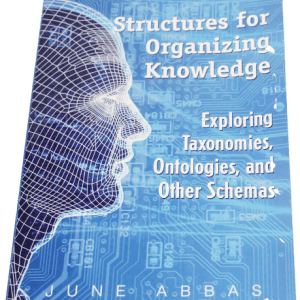 Structures for
Organizing
Knowledge
Exploring
Taxonomies,
Ontologies, and
Other Schemas
JUNE ABBAS